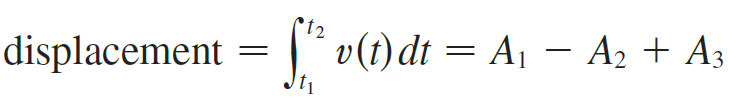 displacement = ∫_{t₁}^{t₂} v(t) dt = A₁ − A₂ + A₃